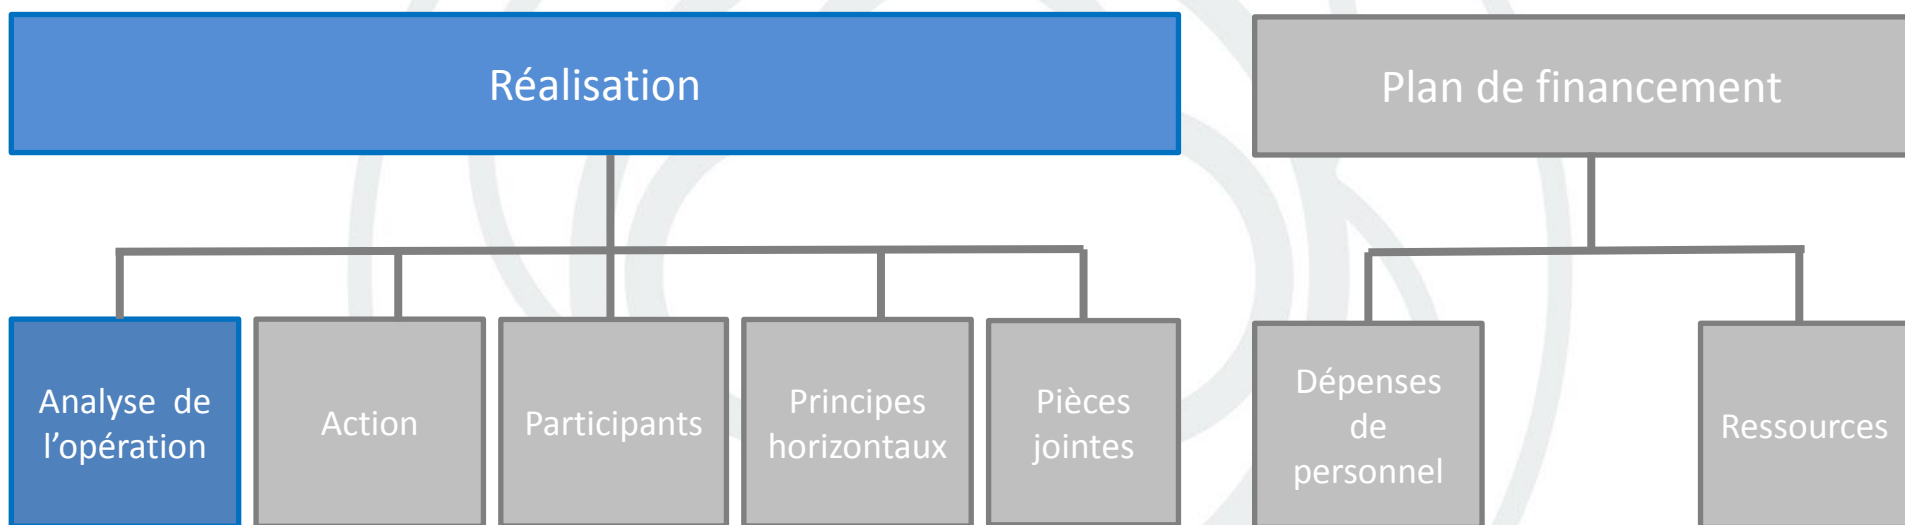 Réalisation
Plan de financement
Analyse de
l’opération
Action
Participants
Principes
horizontaux
Pièces
jointes
Dépenses
de
personnel
Ressources